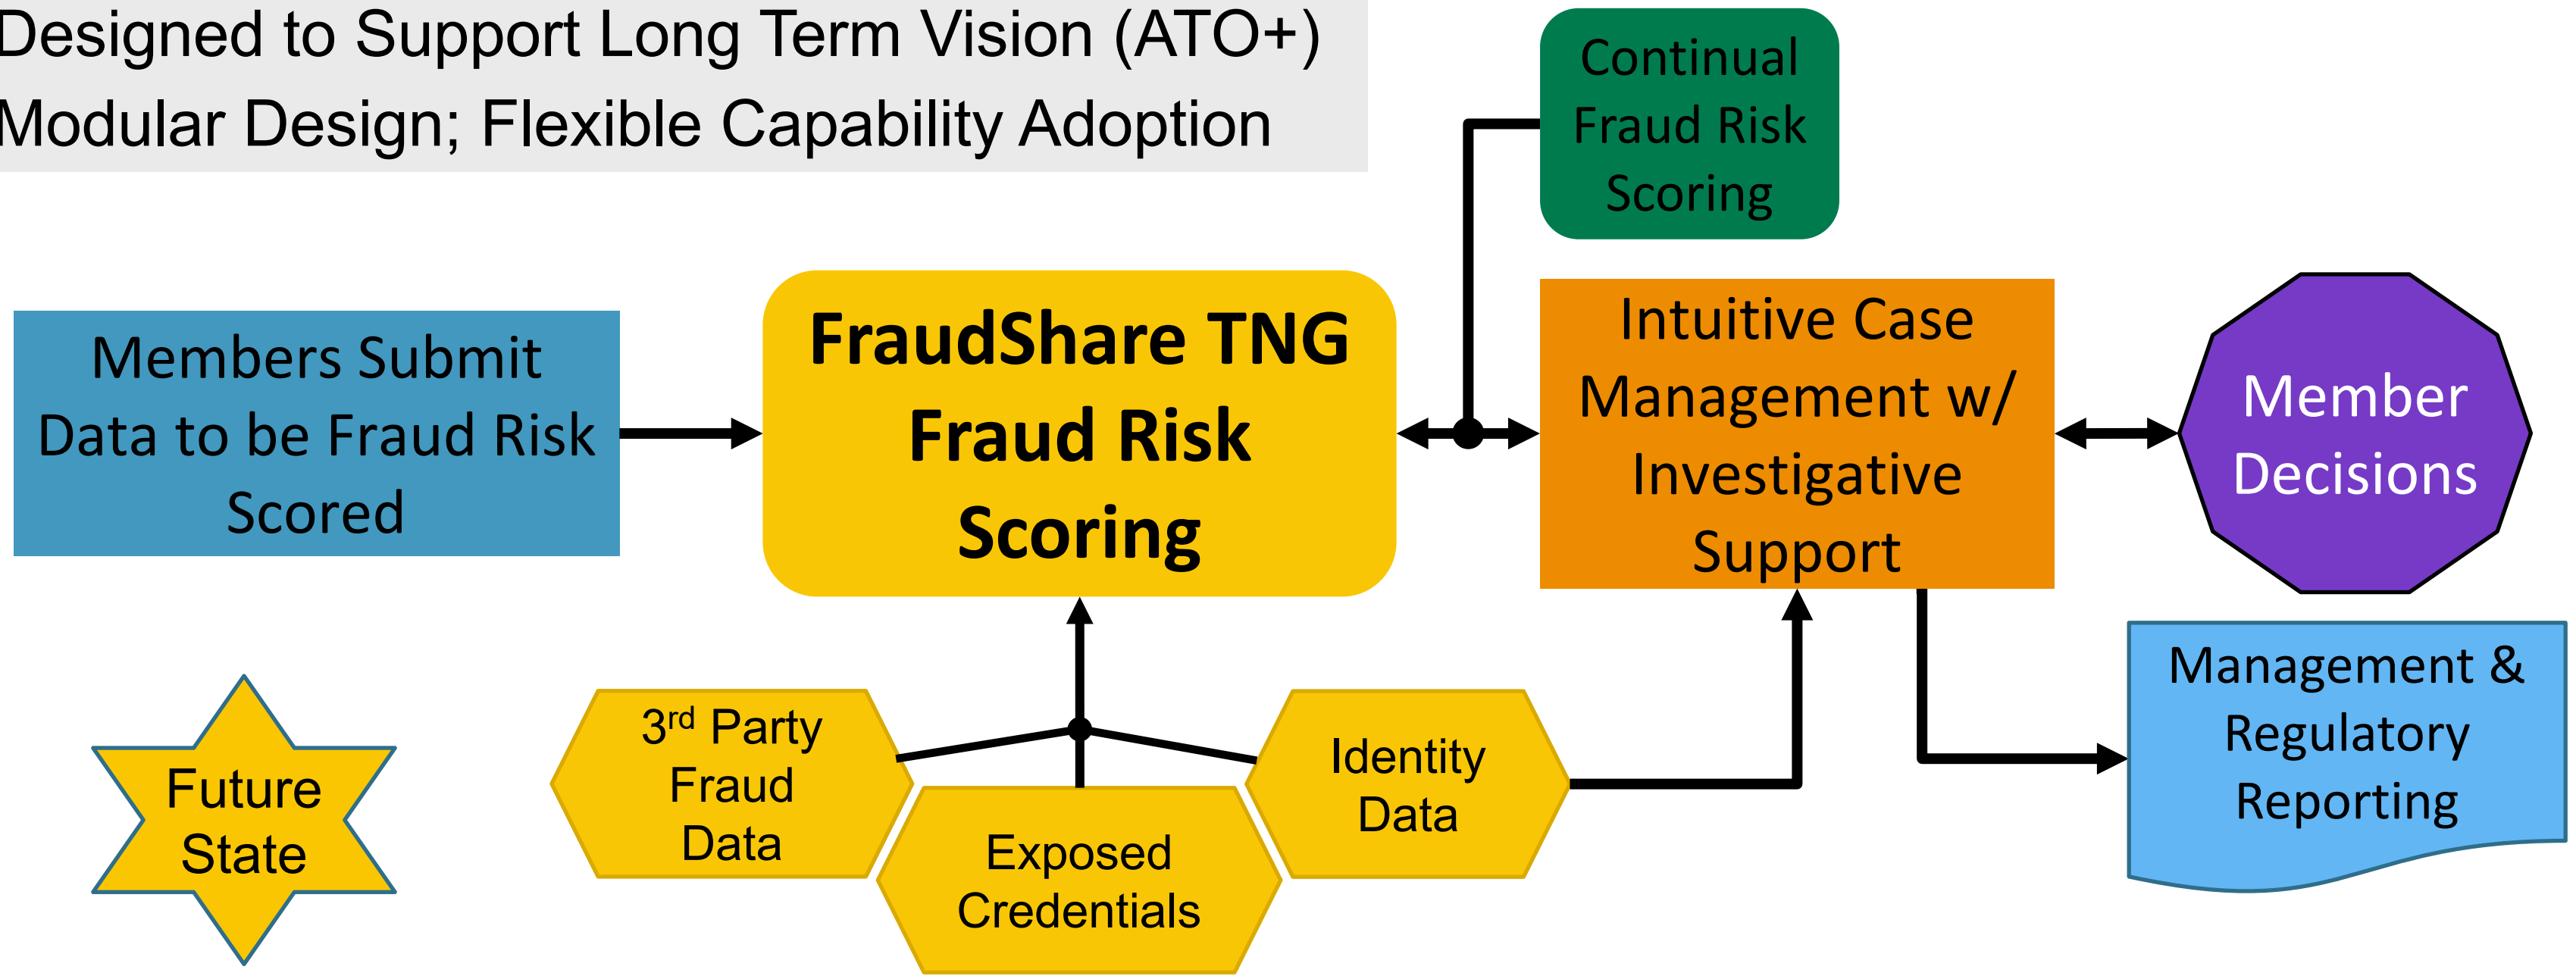 Designed to Support Long Term Vision (ATO+)
Modular Design; Flexible Capability Adoption
Continual
Fraud Risk
Scoring
Members Submit
Data to be Fraud Risk
Scored
FraudShare TNG
Fraud Risk
Scoring
Intuitive Case
Management w/
Investigative
Support
Member
Decisions
Future
State
3rd Party
Fraud
Data
Exposed
Credentials
Identity
Data
Management &
Regulatory
Reporting